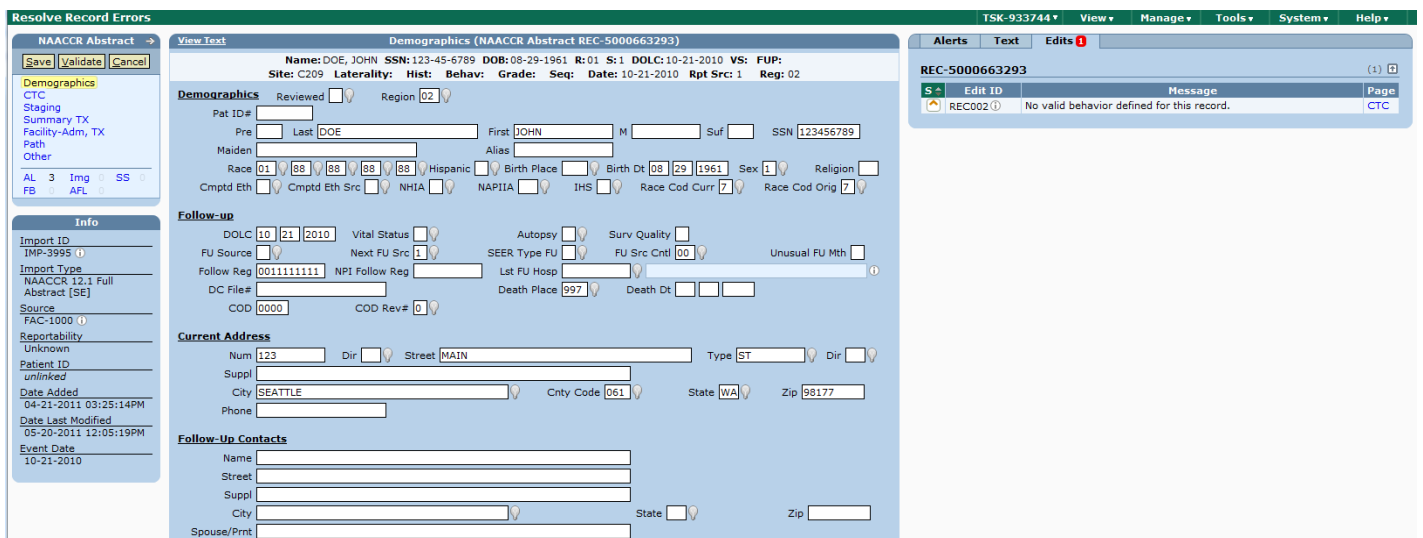 Resolve Record Errors TSK-933744 View Manage Tools System Help
NAACCR Abstract
Save Validate Cancel
Demographics
CTC
Staging
Summary TX
Facility-Adm, TX
Path
Other
AL 3 Img 0 SS 0
FB 0 AFL 0
Info
Import ID
IMP-3995
Import Type
NAACCR 12.1 Full
Abstract [SE]
Source
FAC-1000
Reportability
Unknown
Patient ID
unlinked
Date Added
04-21-2011 03:25:14PM
Date Last Modified
05-20-2011 12:05:19PM
Event Date
10-21-2010
View Text Demographics (NAACCR Abstract REC-5000663293)
Name: DOE, JOHN SSN: 123-45-6789 DOB: 08-29-1961 R: 01 S: 1 DOLC: 10-21-2010 VS: FUP:
Site: C209 Laterality: Hist: Behav: Grade: Seq: Date: 10-21-2010 Rpt Src: 1 Reg: 02
Demographics Reviewed Region 02
Pat ID#
Pre Last DOE First JOHN M Suf SSN 123456789
Maiden Alias
Race 01 88 88 88 88 Hispanic Birth Place Birth Dt 08 29 1961 Sex 1 Religion
Cmptd Eth Cmptd Eth Src NHIA NAPIIA IHS Race Cod Curr 7 Race Cod Orig 7
Follow-up
DOLC 10 21 2010 Vital Status Autopsy Surv Quality
FU Source Next FU Src 1 SEER Type FU FU Src Cntl 00 Unusual FU Mth
Follow Reg 0011111111 NPI Follow Reg Lst FU Hosp
DC File# Death Place 997 Death Dt
COD 0000 COD Rev# 0
Current Address
Num 123 Dir Street MAIN Type ST Dir
Suppl
City SEATTLE Cnty Code 061 State WA Zip 98177
Phone
Follow-Up Contacts
Name
Street
Suppl
City State Zip
Spouse/Prnt
Alerts Text Edits 1
REC-5000663293 (1)
S Edit ID Message Page
REC002 No valid behavior defined for this record. CTC